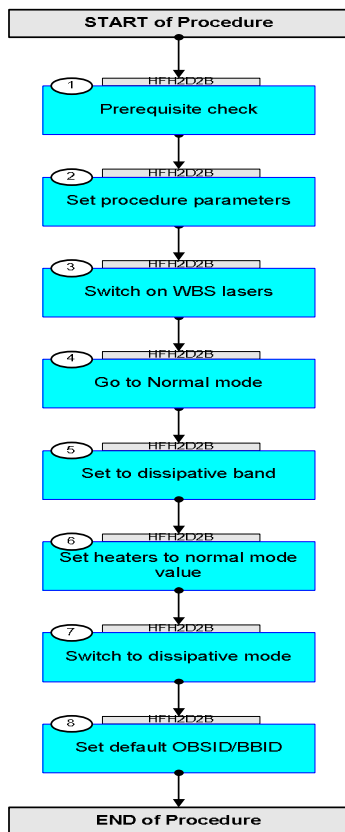 START of Procedure
HFH2D2B
1
Prerequisite check
HFH2D2B
2
Set procedure parameters
HFH2D2B
3
Switch on WBS lasers
HFH2D2B
4
Go to Normal mode
HFH2D2B
5
Set to dissipative band
HFH2D2B
6
Set heaters to normal mode
value
HFH2D2B
7
Switch to dissipative mode
HFH2D2B
8
Set default OBSID/BBID
END of Procedure